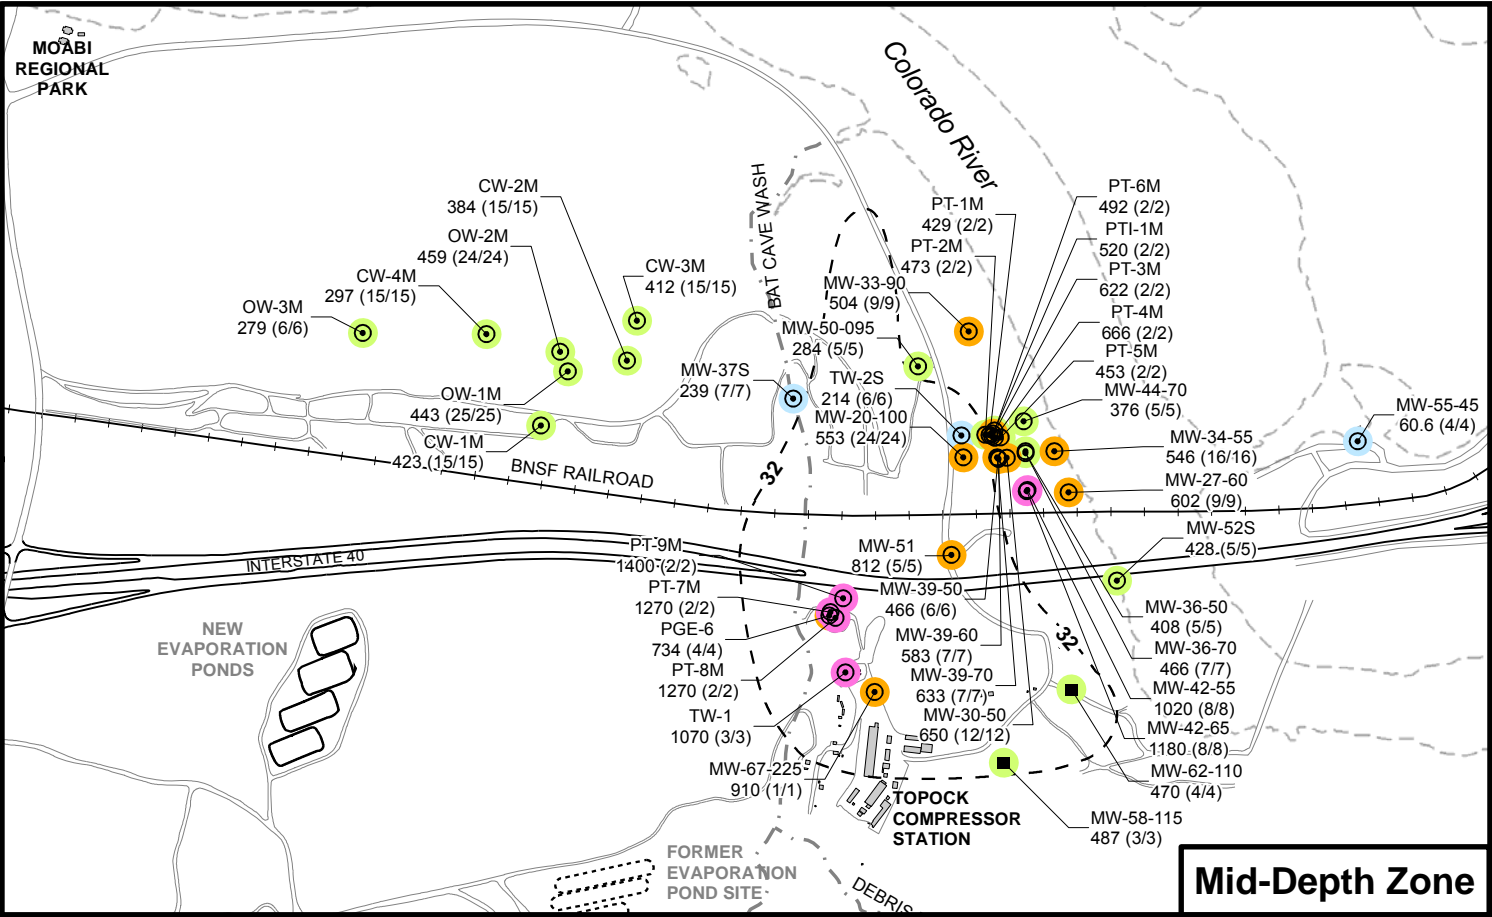 MOABI
REGIONAL
PARK
Colorado River
BAT CAVE WASH
CW-2M
384 (15/15)
OW-2M
459 (24/24)
CW-4M
297 (15/15)
OW-3M
279 (6/6)
CW-3M
412 (15/15)
OW-1M
443 (25/25)
CW-1M
423 (15/15)
PT-1M
429 (2/2)
PT-2M
473 (2/2)
MW-33-90
504 (9/9)
MW-50-095
284 (5/5)
MW-37S
239 (7/7)
TW-2S
214 (6/6)
MW-20-100
553 (24/24)
PT-6M
492 (2/2)
PTI-1M
520 (2/2)
PT-3M
622 (2/2)
PT-4M
666 (2/2)
PT-5M
453 (2/2)
MW-44-70
376 (5/5)
MW-55-45
60.6 (4/4)
MW-34-55
546 (16/16)
MW-27-60
602 (9/9)
MW-52S
428 (5/5)
BNSF RAILROAD
32
INTERSTATE 40
PT-9M
1400 (2/2)
PT-7M
1270 (2/2)
PGE-6
734 (4/4)
PT-8M
1270 (2/2)
TW-1
1070 (3/3)
MW-67-225
910 (1/1)
MW-51
812 (5/5)
MW-39-50
466 (6/6)
MW-39-60
583 (7/7)
MW-39-70
633 (7/7)
MW-30-50
650 (12/12)
32
MW-36-50
408 (5/5)
MW-36-70
466 (7/7)
MW-42-55
1020 (8/8)
MW-42-65
1180 (8/8)
MW-62-110
470 (4/4)
MW-58-115
487 (3/3)
NEW
EVAPORATION
PONDS
TOPOCK
COMPRESSOR
STATION
FORMER
EVAPORATION
POND SITE
DEBRIS
Mid-Depth Zone